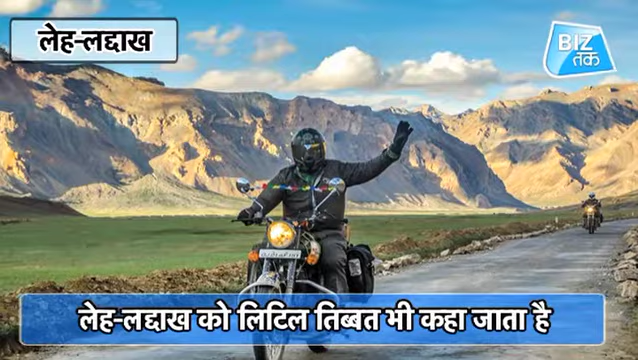 लेह-लद्दाख
BIZ
तक
लेह-लद्दाख को लिटिल तिब्बत भी कहा जाता है